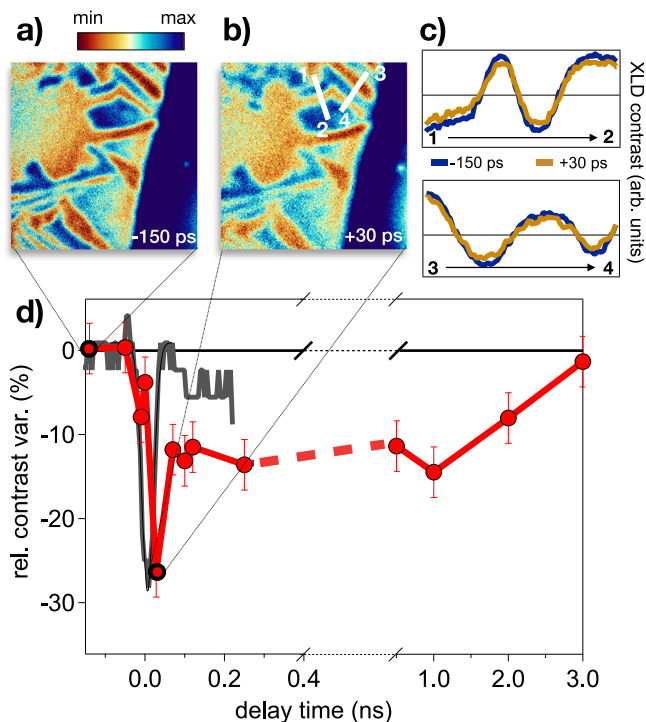 min max
a)
b)
c)
1 3
2 4
-150 ps
+30 ps
1 2
-150 ps +30 ps
3 4
XLD contrast (arb. units)
d)
0
-10
-20
-30
rel. contrast var. (%)
0.0 0.2 0.4 1.0 2.0 3.0
delay time (ns)